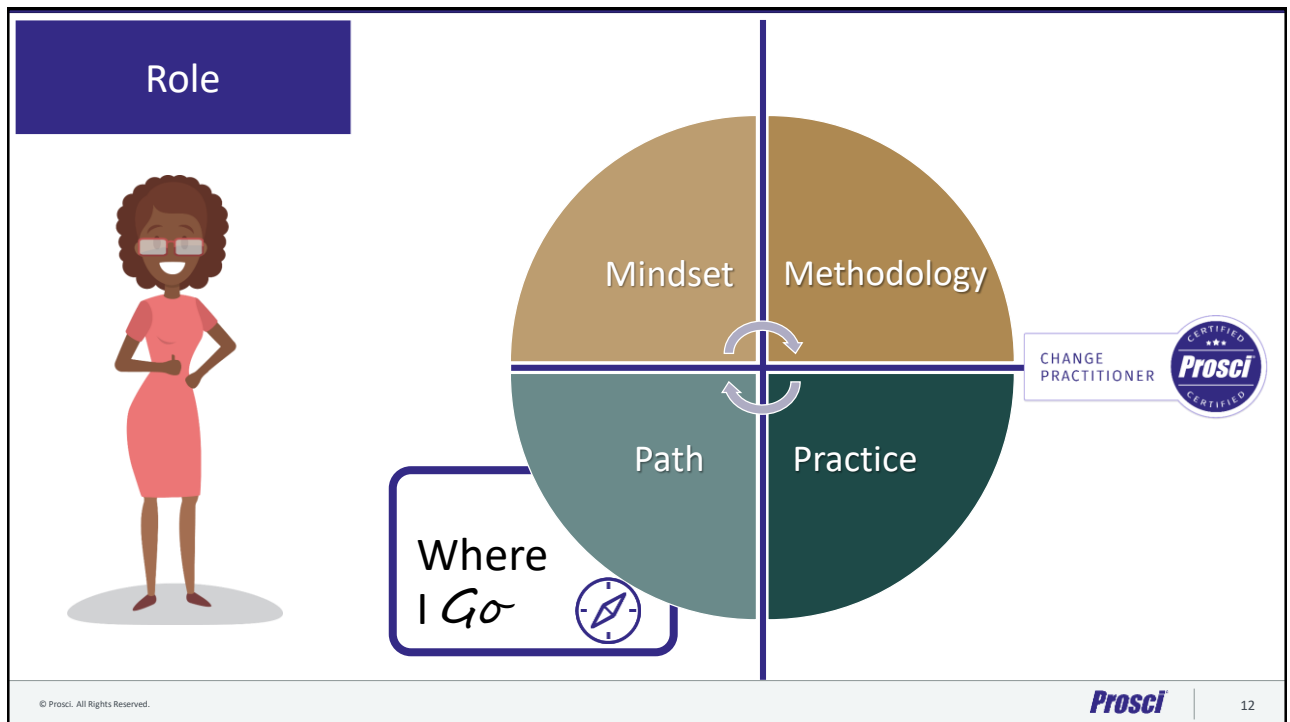 Role
Mindset
Methodology
CHANGE
PRACTITIONER
CERTIFIED
Prosci
CERTIFIED
Path
Practice
Where
I Go
© Prosci. All Rights Reserved.
Prosci
12